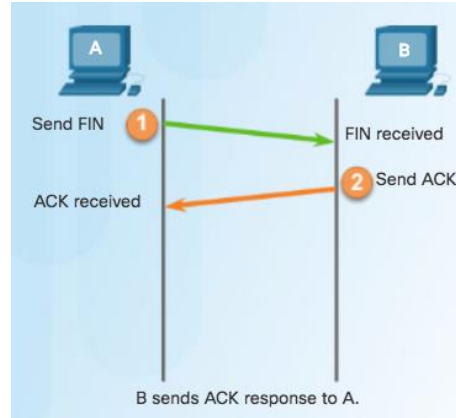 A
B
Send FIN
1
FIN received
2
Send ACK
ACK received
B sends ACK response to A.